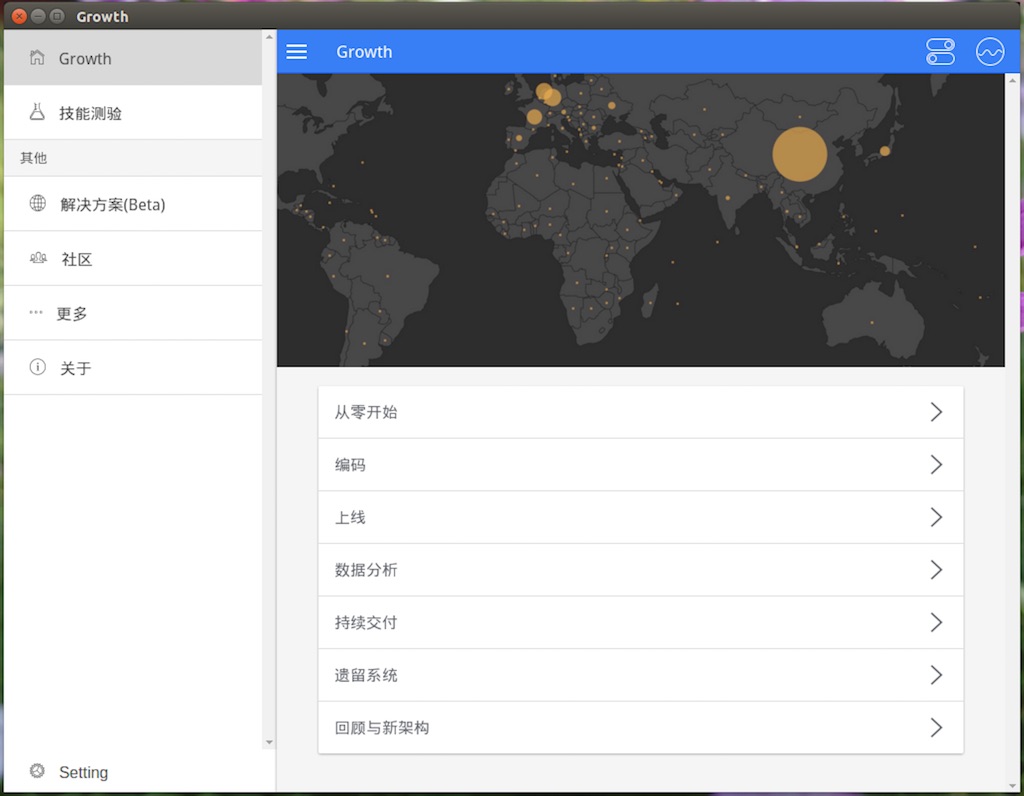 Growth
Growth
Growth
技能测验
其他
解决方案(Beta)
社区
更多
关于
Setting
从零开始
编码
上线
数据分析
持续交付
遗留系统
回顾与新架构